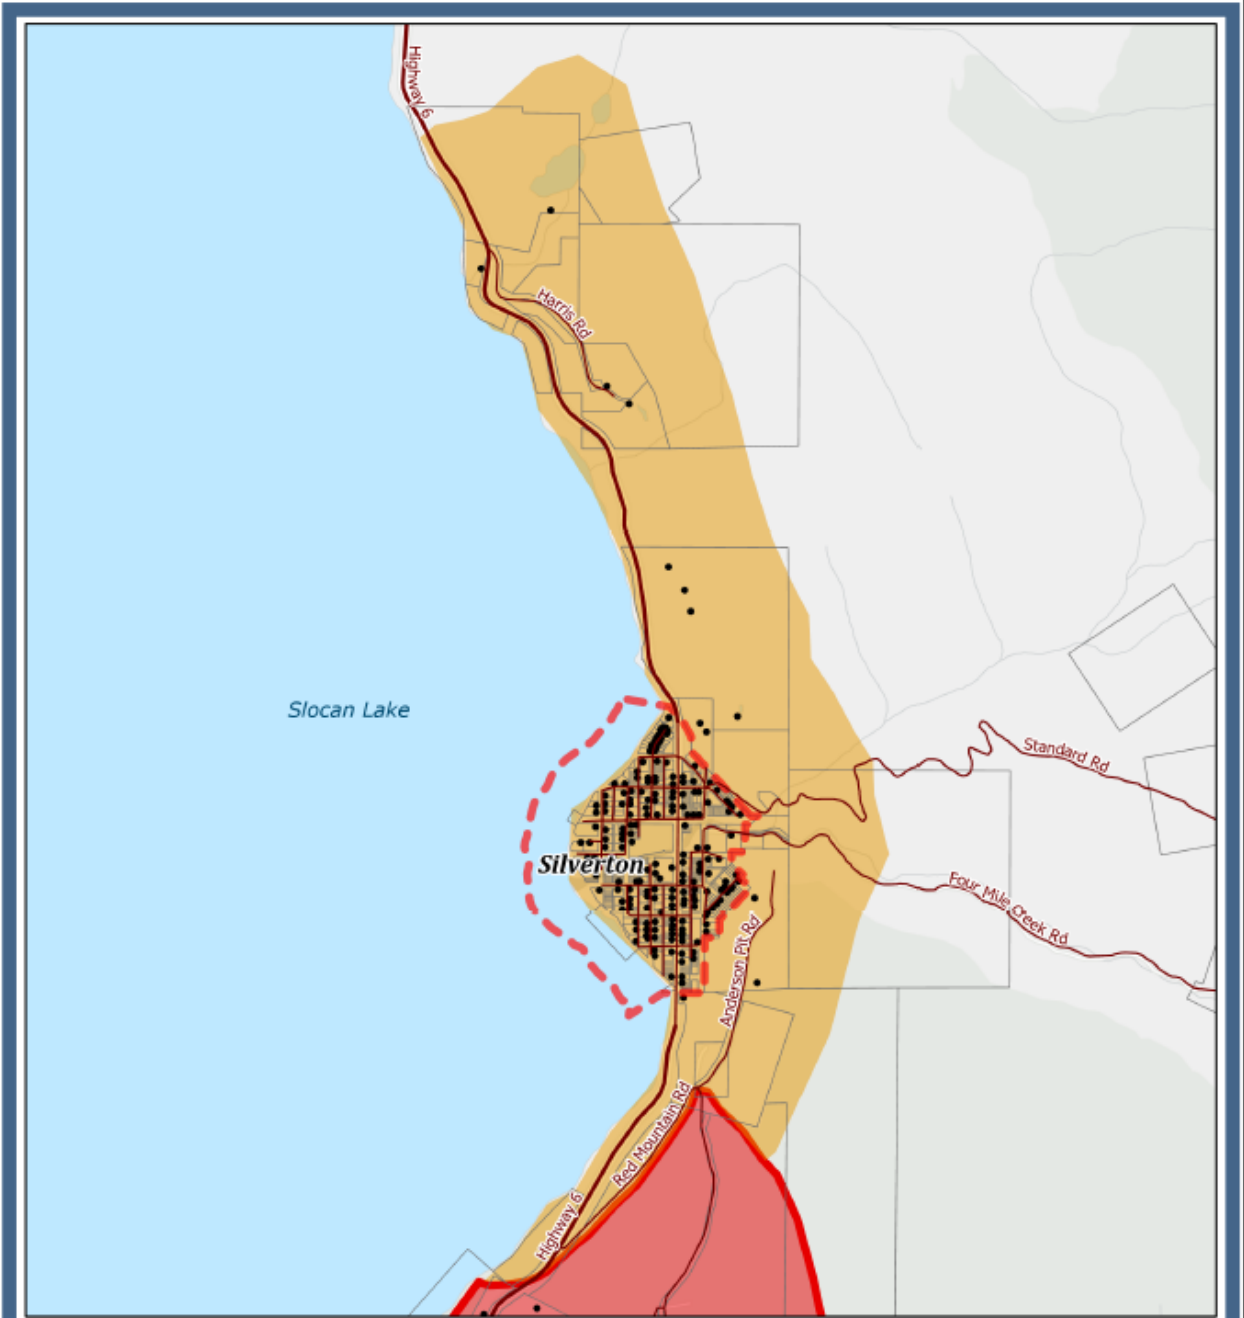 Highway 6
Harris Rd
Slocan Lake
Standard Rd
Silverton
Four Mile Creek Rd
Anderson Pit Rd
Red Mountain Rd
Highway 6